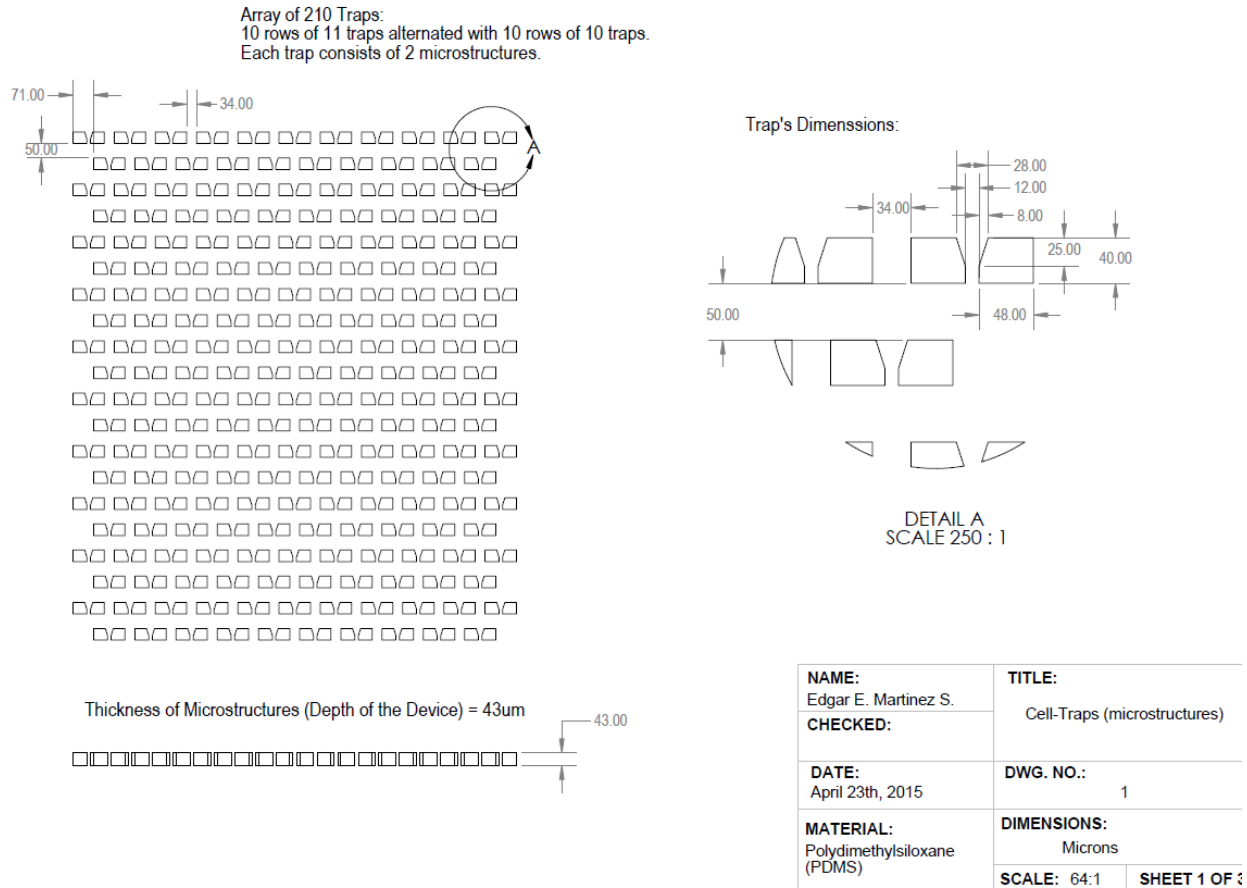 Array of 210 Traps:
10 rows of 11 traps alternated with 10 rows of 10 traps.
Each trap consists of 2 microstructures.
71.00
34.00
50.00
A
Trap's Dimenssions:
28.00
12.00
34.00
8.00
25.00
40.00
50.00
48.00
DETAIL A
SCALE 250 : 1
Thickness of Microstructures (Depth of the Device) = 43um
43.00
NAME:
Edgar E. Martinez S.
TITLE:
Cell-Traps (microstructures)
CHECKED:
DATE:
April 23th, 2015
DWG. NO.:
1
MATERIAL:
Polydimethylsiloxane
(PDMS)
DIMENSIONS:
Microns
SCALE: 64:1
SHEET 1 OF 3